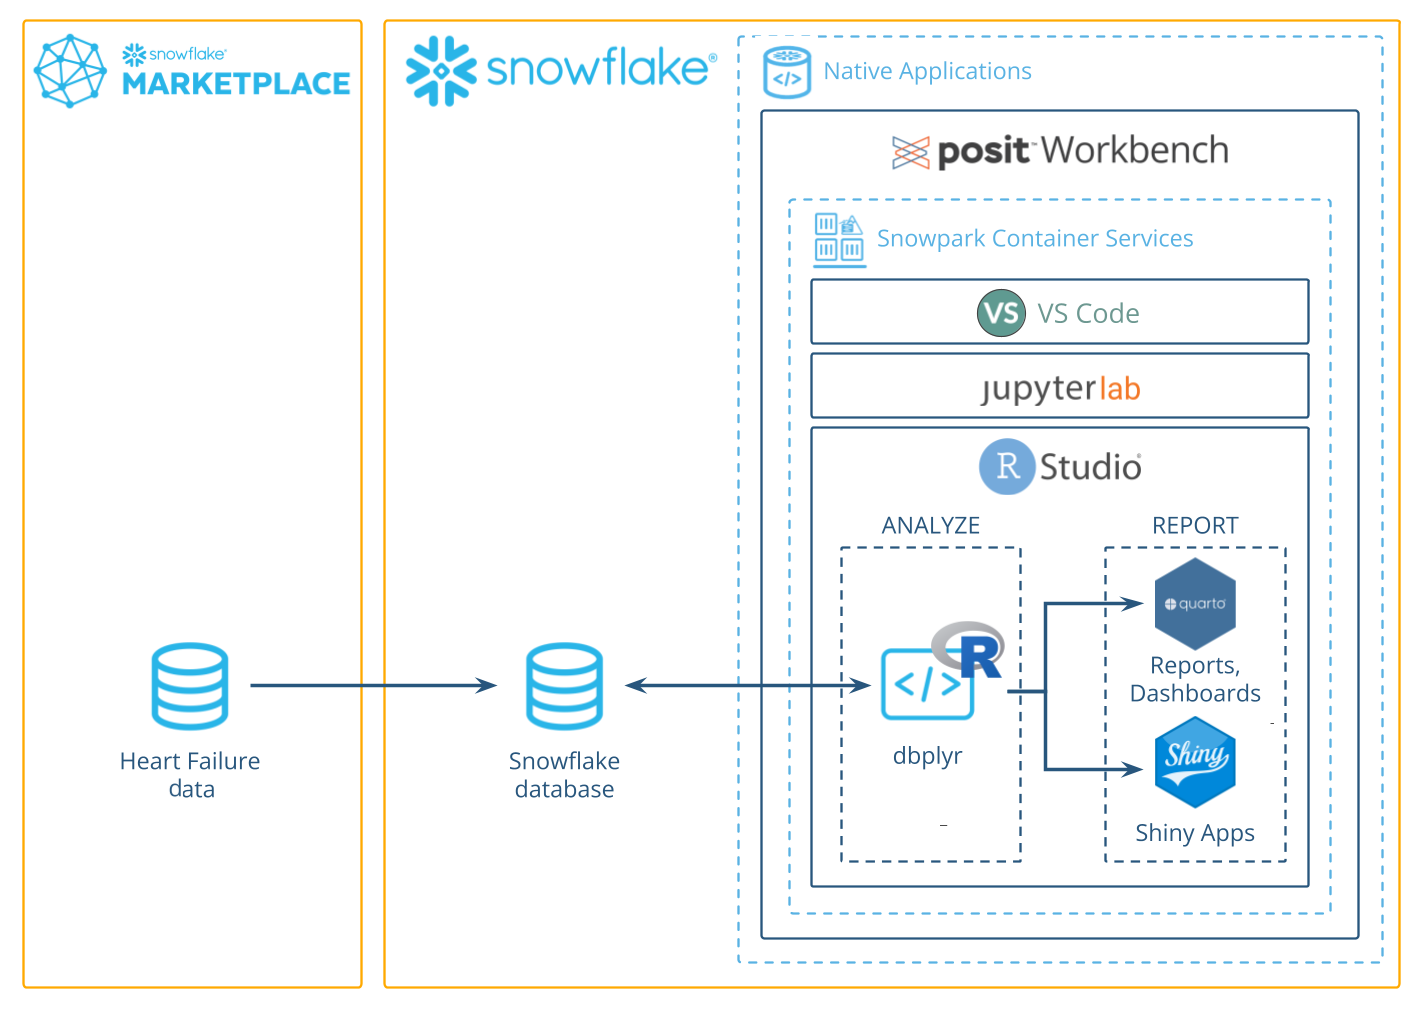 snowflake®
MARKETPLACE
snowflake®
</> Native Applications
posit™ Workbench
Snowpark Container Services
VS VS Code
jupyterlab
R Studio®
ANALYZE
REPORT
quarto
R
</>
Reports,
Dashboards
dbplyr
Shiny
Shiny Apps
Heart Failure
data
Snowflake
database